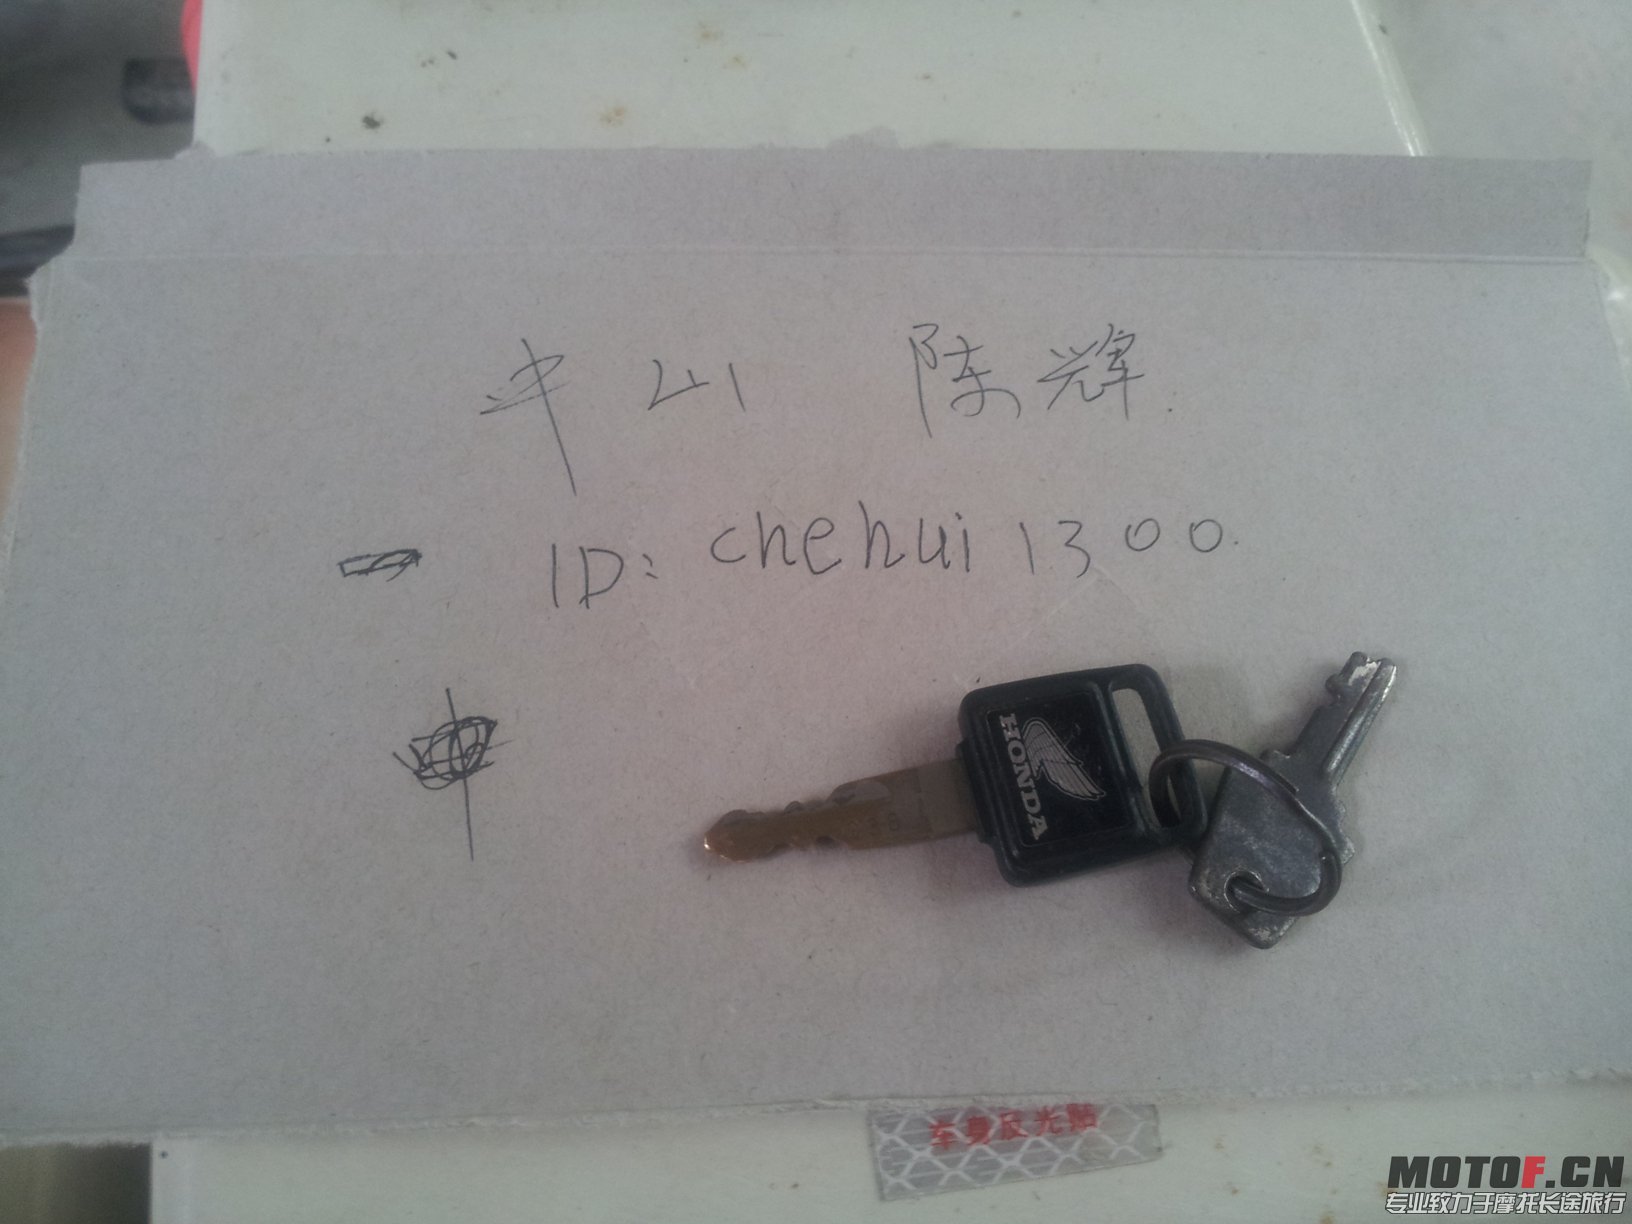 中山 陈辉.
ID: chehui 1300.
HONDA
车身反光贴
MOTOF.CN
专业致力于摩托长途旅行